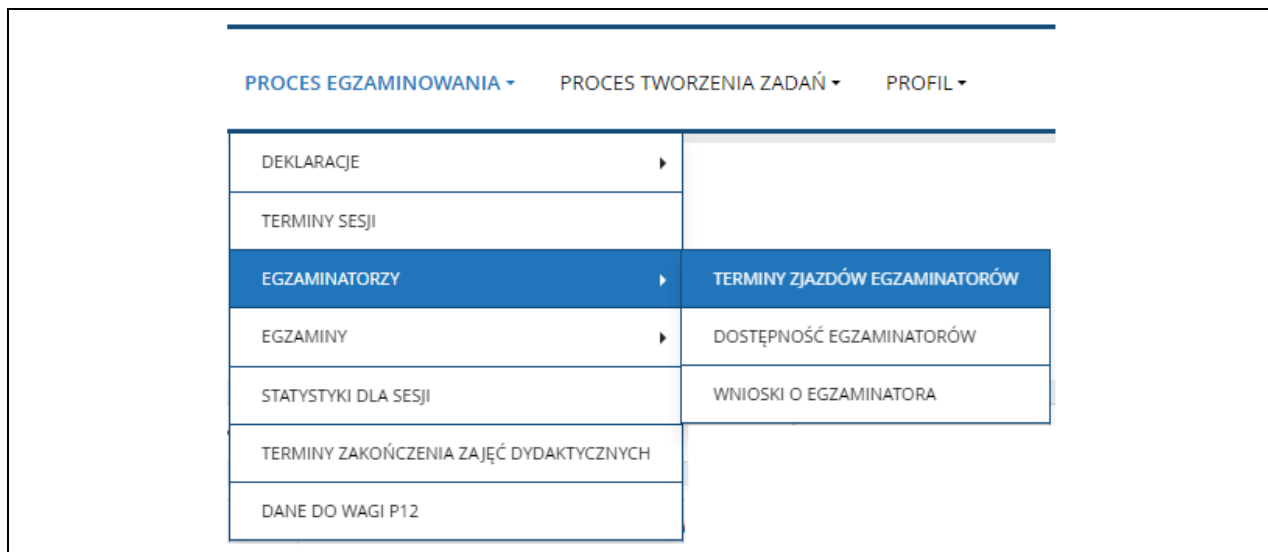 PROCES EGZAMINOWANIA PROCES TWORZENIA ZADAŃ PROFIL
DEKLARACJE
TERMINY SESJI
EGZAMINATORZY TERMINY ZJAZDÓW EGZAMINATORÓW
EGZAMINY DOSTĘPNOŚĆ EGZAMINATORÓW
STATYSTYKI DLA SESJI WNIOSKI O EGZAMINATORA
TERMINY ZAKOŃCZENIA ZAJĘĆ DYDAKTYCZNYCH
DANE DO WAGI P12